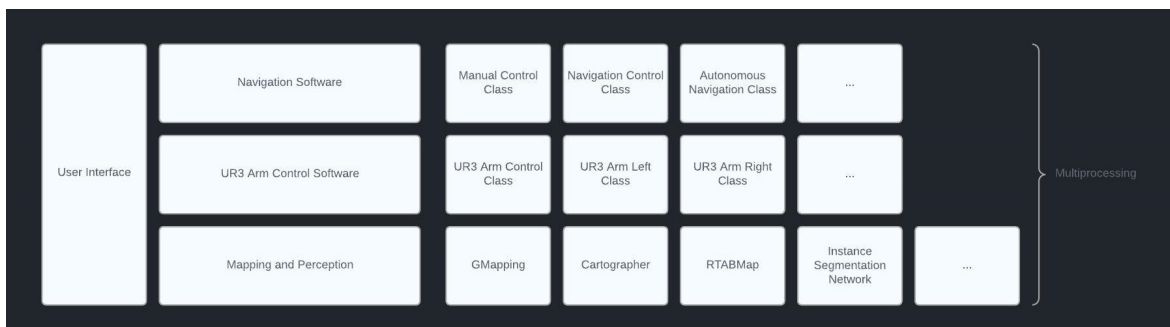 User Interface
Navigation Software
Manual Control
Class
Navigation Control
Class
Autonomous
Navigation Class
...
UR3 Arm Control Software
UR3 Arm Control
Class
UR3 Arm Left
Class
UR3 Arm Right
Class
...
Mapping and Perception
GMapping
Cartographer
RTABMap
Instance
Segmentation
Network
...
Multiprocessing